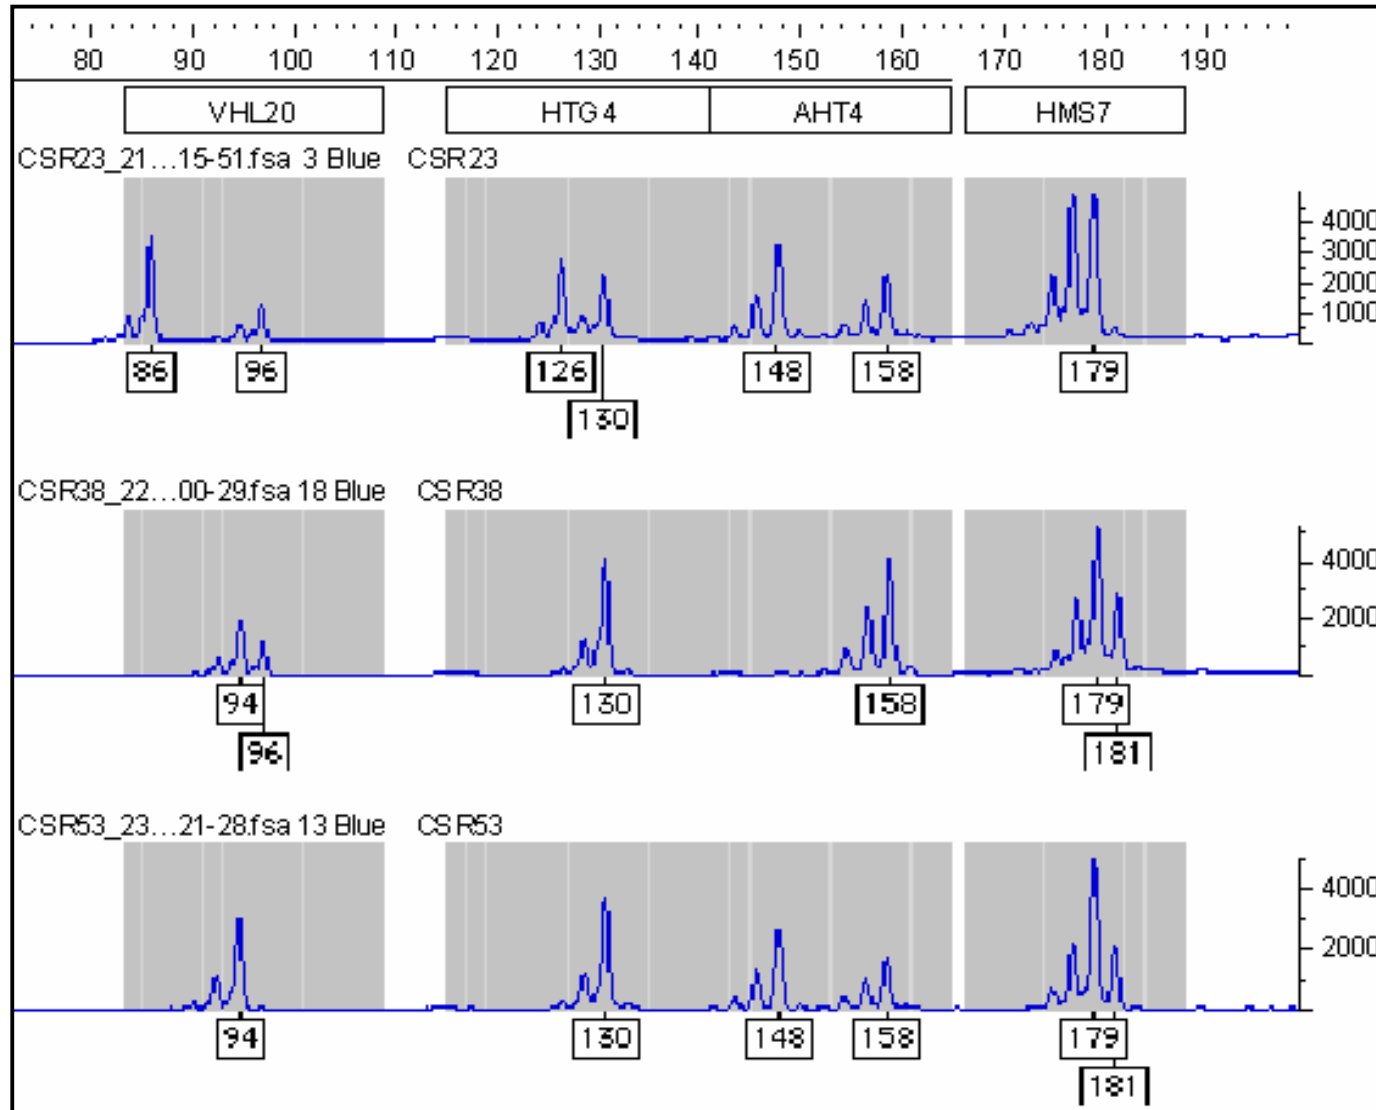 80 90 100 110 120 130 140 150 160 170 180 190
VHL20 HTG4 AHT4 HMS7
CSR23_21...15-51.fsa 3 Blue CSR23
4000
3000
2000
1000
86 96 126 148 158 179
130
CSR38_22...00-29.fsa 18 Blue CSR38
4000
2000
94 130 158 179
96 181
CSR53_23...21-28.fsa 13 Blue CSR53
4000
2000
94 130 148 158 179
181